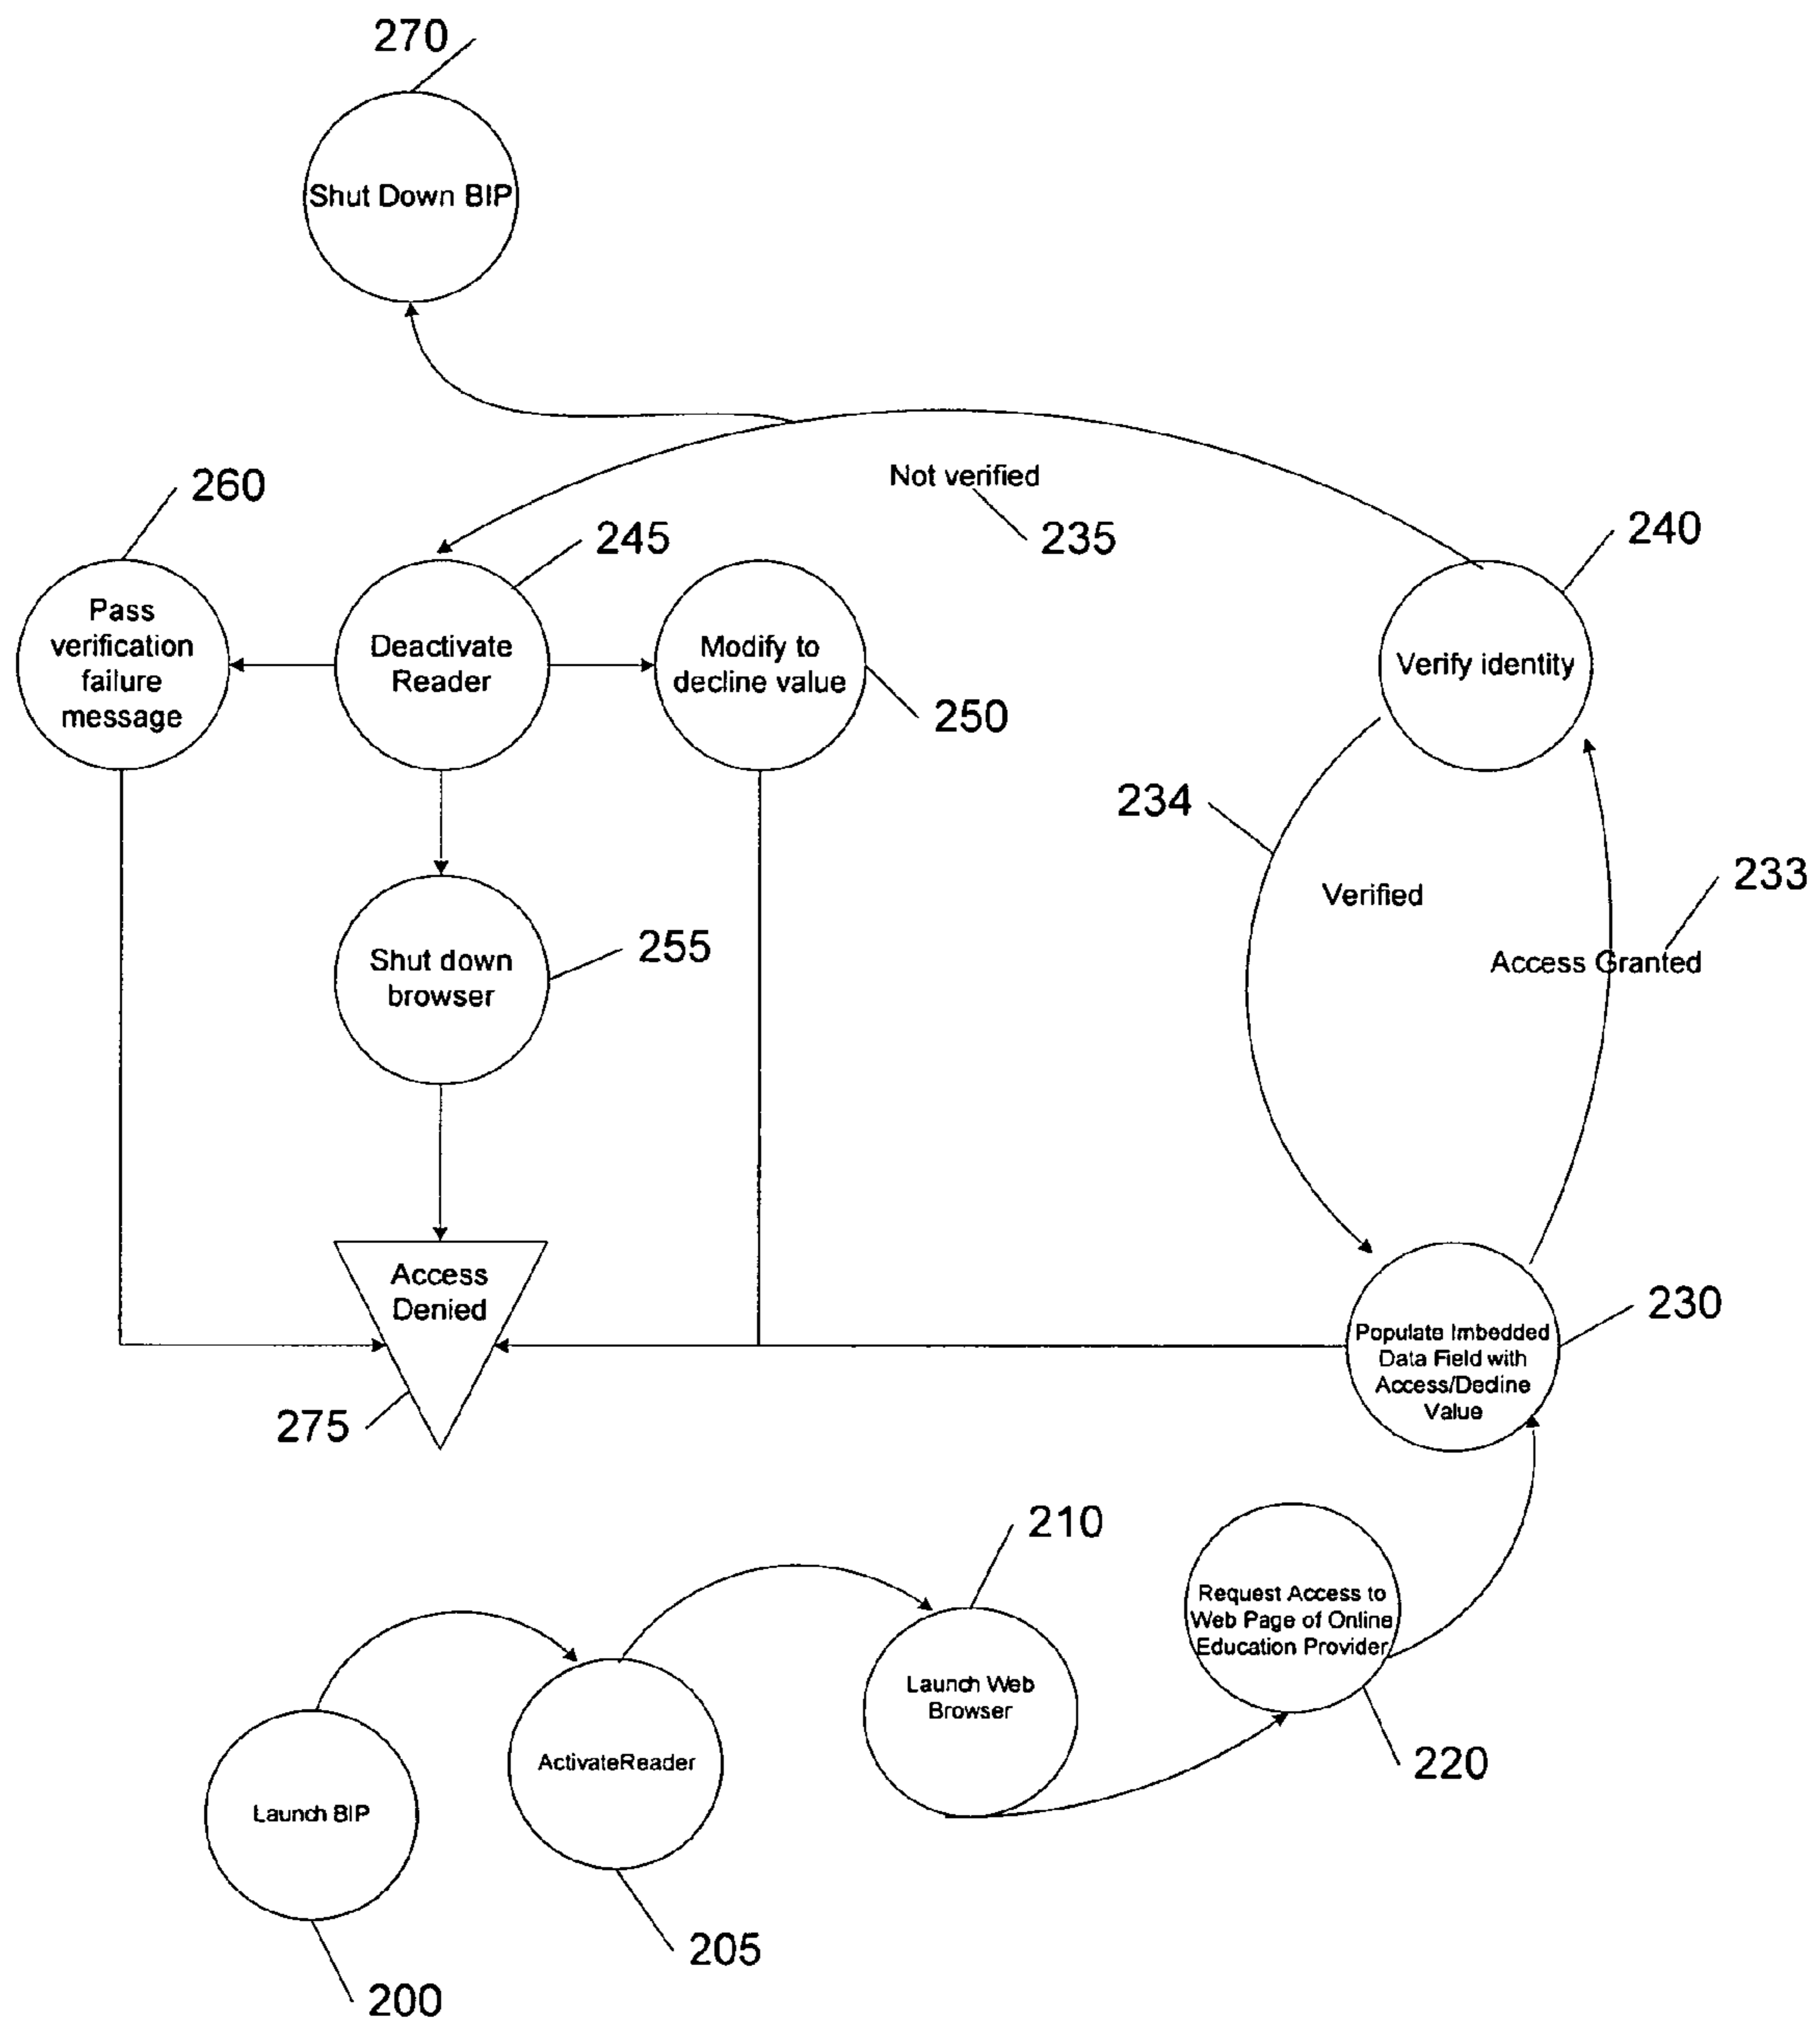 270
Shut Down BIP
Not verified
235
260
245
240
Pass
verification
failure
message
Deactivate
Reader
Modify to
decline value
250
Verify identity
234
Verified
233
Access Granted
Shut down
browser
255
Access
Denied
275
230
Populate Imbedded
Data Field with
Access/Decline
Value
210
Request Access to
Web Page of Online
Education Provider
220
Launch Web
Browser
ActivateReader
205
Launch BIP
200